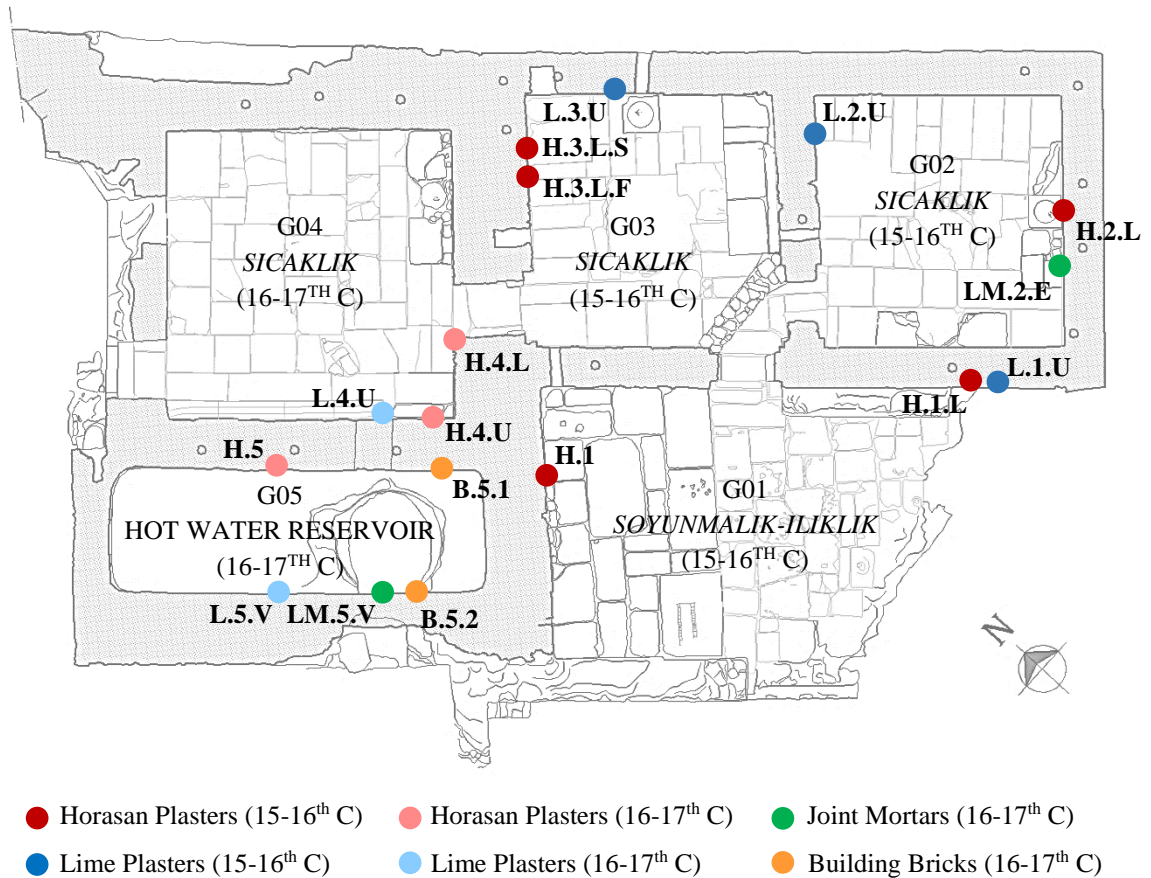 L.3.U
L.2.U
H.3.L.S
H.3.L.F
G02
SICAKLIK
(15-16TH C)
H.2.L
LM.2.E
G04
SICAKLIK
(16-17TH C)
G03
SICAKLIK
(15-16TH C)
H.4.L
L.1.U
H.1.L
L.4.U
H.4.U
H.5
B.5.1
H.1
G05
HOT WATER RESERVOIR
(16-17TH C)
G01
SOYUNMALIK-ILIKLIK
(15-16TH C)
L.5.V
LM.5.V
B.5.2
N
Horasan Plasters (15-16th C)
Horasan Plasters (16-17th C)
Joint Mortars (16-17th C)
Lime Plasters (15-16th C)
Lime Plasters (16-17th C)
Building Bricks (16-17th C)